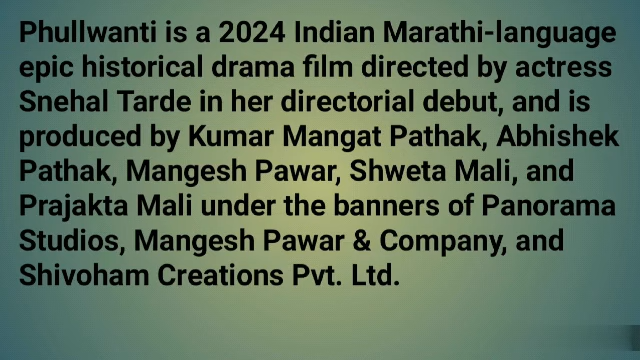 Phullwanti is a 2024 Indian Marathi-language
epic historical drama film directed by actress
Snehal Tarde in her directorial debut, and is
produced by Kumar Mangat Pathak, Abhishek
Pathak, Mangesh Pawar, Shweta Mali, and
Prajakta Mali under the banners of Panorama
Studios, Mangesh Pawar & Company, and
Shivoham Creations Pvt. Ltd.